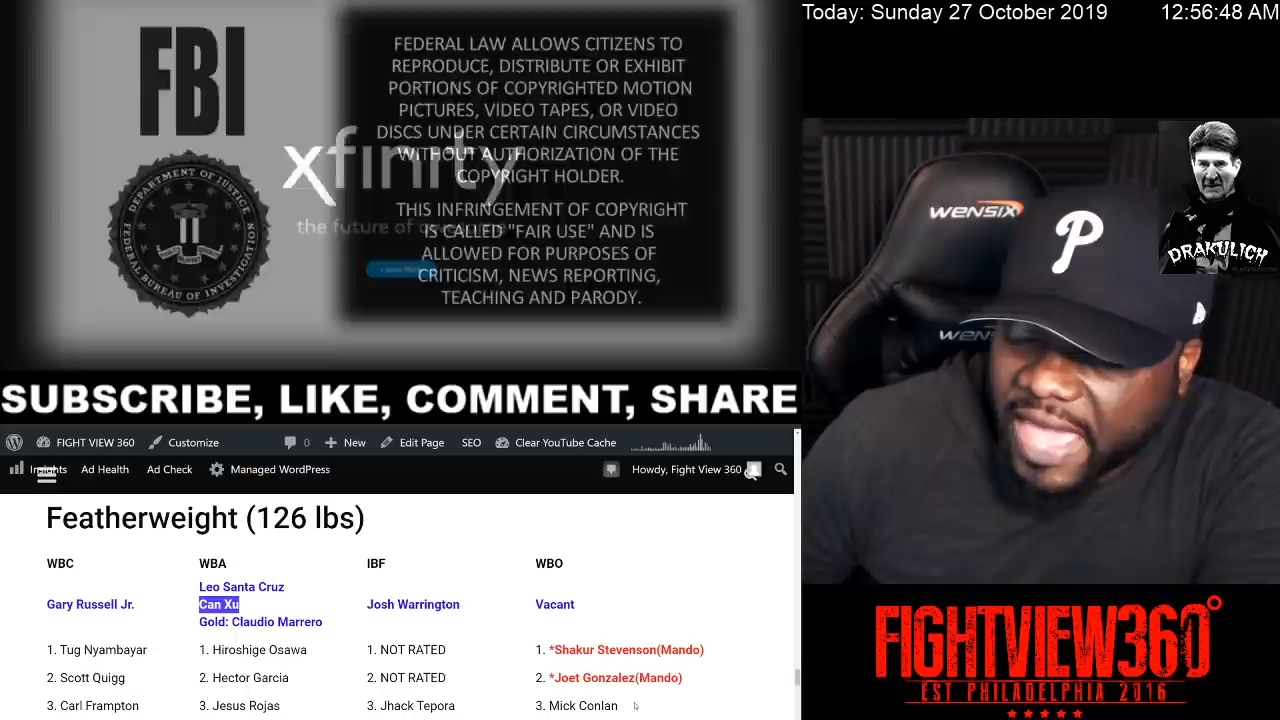 Today: Sunday 27 October 2019 12:56:48 AM
FBI
DEPARTMENT OF JUSTICE
FEDERAL BUREAU OF INVESTIGATION
xfinity
FEDERAL LAW ALLOWS CITIZENS TO
REPRODUCE, DISTRIBUTE OR EXHIBIT
PORTIONS OF COPYRIGHTED MOTION
PICTURES, VIDEO TAPES, OR VIDEO
DISCS UNDER CERTAIN CIRCUMSTANCES
WITHOUT AUTHORIZATION OF THE
COPYRIGHT HOLDER.
THIS INFRINGEMENT OF COPYRIGHT
IS CALLED "FAIR USE" AND IS
ALLOWED FOR PURPOSES OF
CRITICISM, NEWS REPORTING,
TEACHING AND PARODY.
the future of
WENSIX
WEN
P
DRAKULICH
SUBSCRIBE, LIKE, COMMENT, SHARE
FIGHT VIEW 360 Customize 0 New Edit Page SEO Clear YouTube Cache
Insights Ad Health Ad Check Managed WordPress Howdy, Fight View 360
Featherweight (126 lbs)
WBC WBA IBF WBO
Leo Santa Cruz
Gary Russell Jr. Can Xu Josh Warrington Vacant
Gold: Claudio Marrero
1. Tug Nyambayar 1. Hiroshige Osawa 1. NOT RATED 1. *Shakur Stevenson(Mando)
2. Scott Quigg 2. Hector Garcia 2. NOT RATED 2. *Joet Gonzalez(Mando)
3. Carl Frampton 3. Jesus Rojas 3. Jhack Tepora 3. Mick Conlan
FIGHTVIEW360°
EST PHILADELPHIA 2016